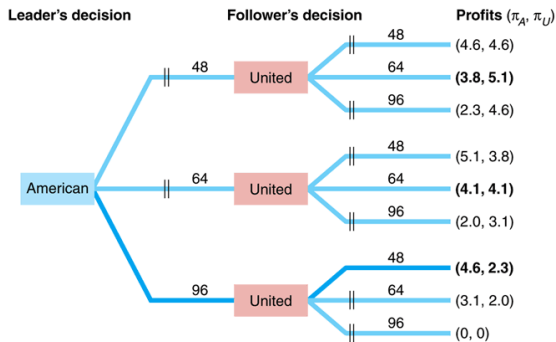 Leader's decision Follower's decision Profits (π_A, π_U)
48 (4.6, 4.6)
48 United 64 (3.8, 5.1)
96 (2.3, 4.6)
48 (5.1, 3.8)
American 64 United 64 (4.1, 4.1)
96 (2.0, 3.1)
48 (4.6, 2.3)
96 United 64 (3.1, 2.0)
96 (0, 0)